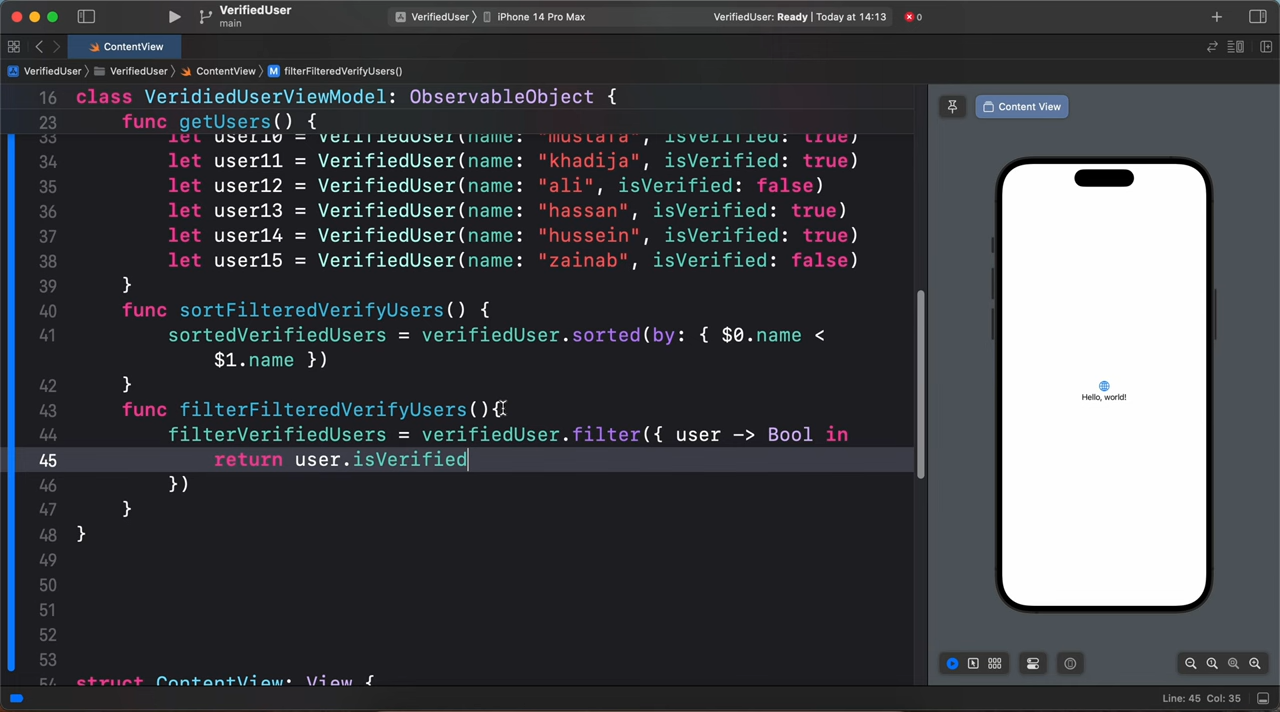 VerifiedUser
main
VerifiedUser 〉 iPhone 14 Pro Max
VerifiedUser: Ready | Today at 14:13
0
ContentView
VerifiedUser 〉 VerifiedUser 〉 ContentView 〉 M filterFilteredVerifyUsers()
16 class VeridiedUserViewModel: ObservableObject {
23 func getUsers() {
33 let user10 = VerifiedUser(name: "mustafa", isVerified: true)
34 let user11 = VerifiedUser(name: "khadija", isVerified: true)
35 let user12 = VerifiedUser(name: "ali", isVerified: false)
36 let user13 = VerifiedUser(name: "hassan", isVerified: true)
37 let user14 = VerifiedUser(name: "hussein", isVerified: true)
38 let user15 = VerifiedUser(name: "zainab", isVerified: false)
39 }
40 func sortFilteredVerifyUsers() {
41 sortedVerifiedUsers = verifiedUser.sorted(by: { $0.name <
$1.name })
42 }
43 func filterFilteredVerifyUsers(){
44 filterVerifiedUsers = verifiedUser.filter({ user -> Bool in
45 return user.isVerified
46 })
47 }
48 }
49
50
51
52
53
54 struct ContentView: View {
Content View
Hello, world!
Line: 45 Col: 35